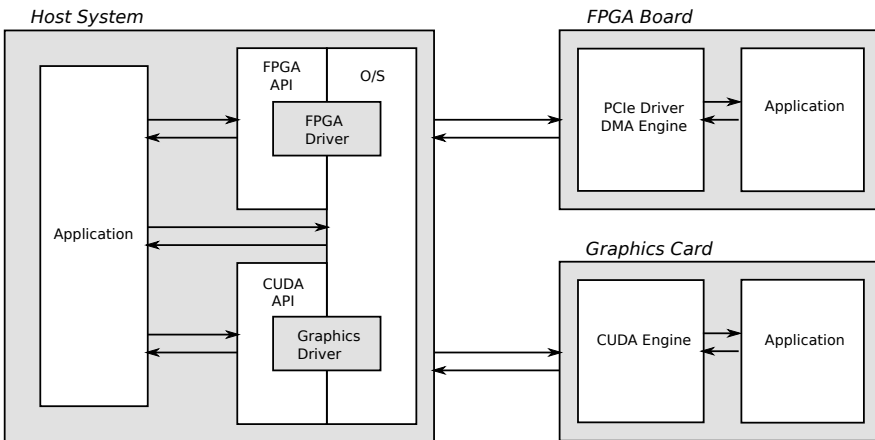 Host System
FPGA Board
FPGA
API
O/S
FPGA
Driver
Application
CUDA
API
Graphics
Driver
PCIe Driver
DMA Engine
Application
Graphics Card
CUDA Engine
Application